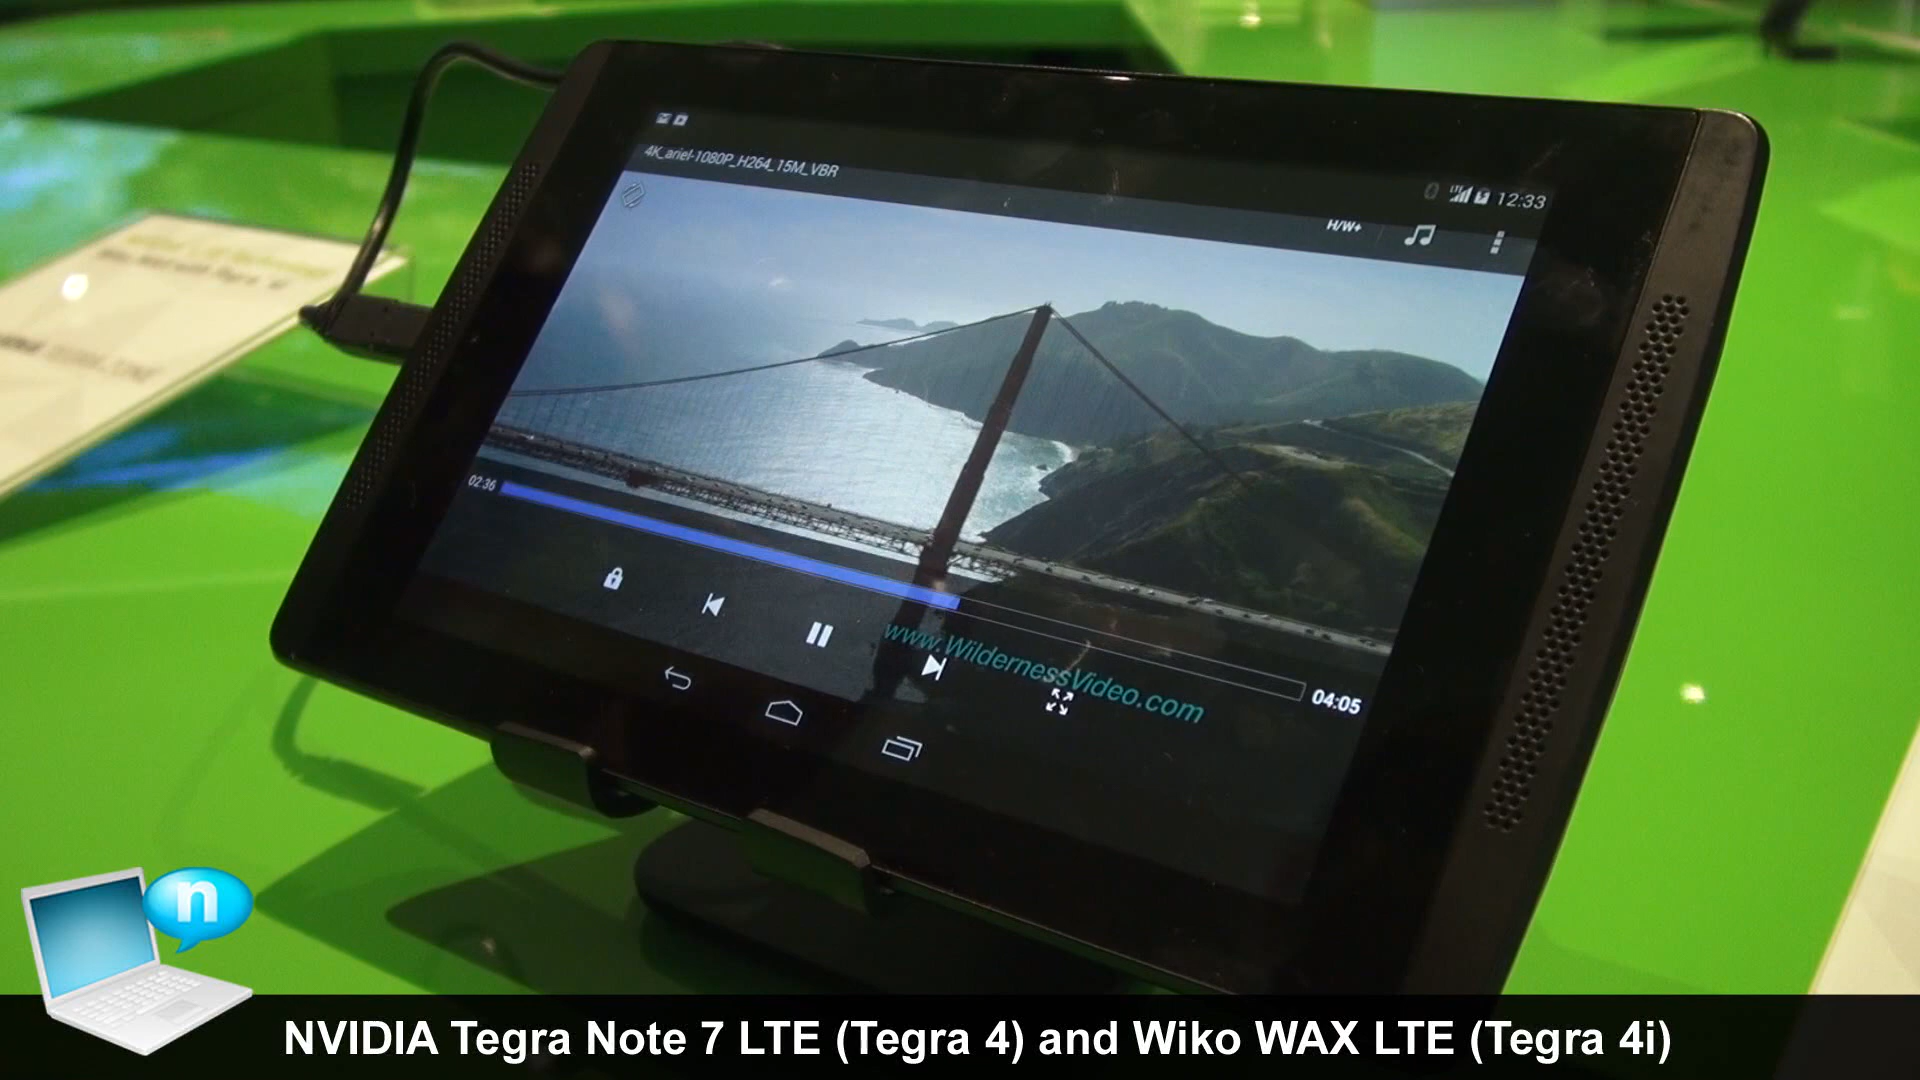 4K_ariel-1080P_H264_15M_VBR
LTE 12:33
H/W+
02:36
04:05
www.WildernessVideo.com
n
NVIDIA Tegra Note 7 LTE (Tegra 4) and Wiko WAX LTE (Tegra 4i)